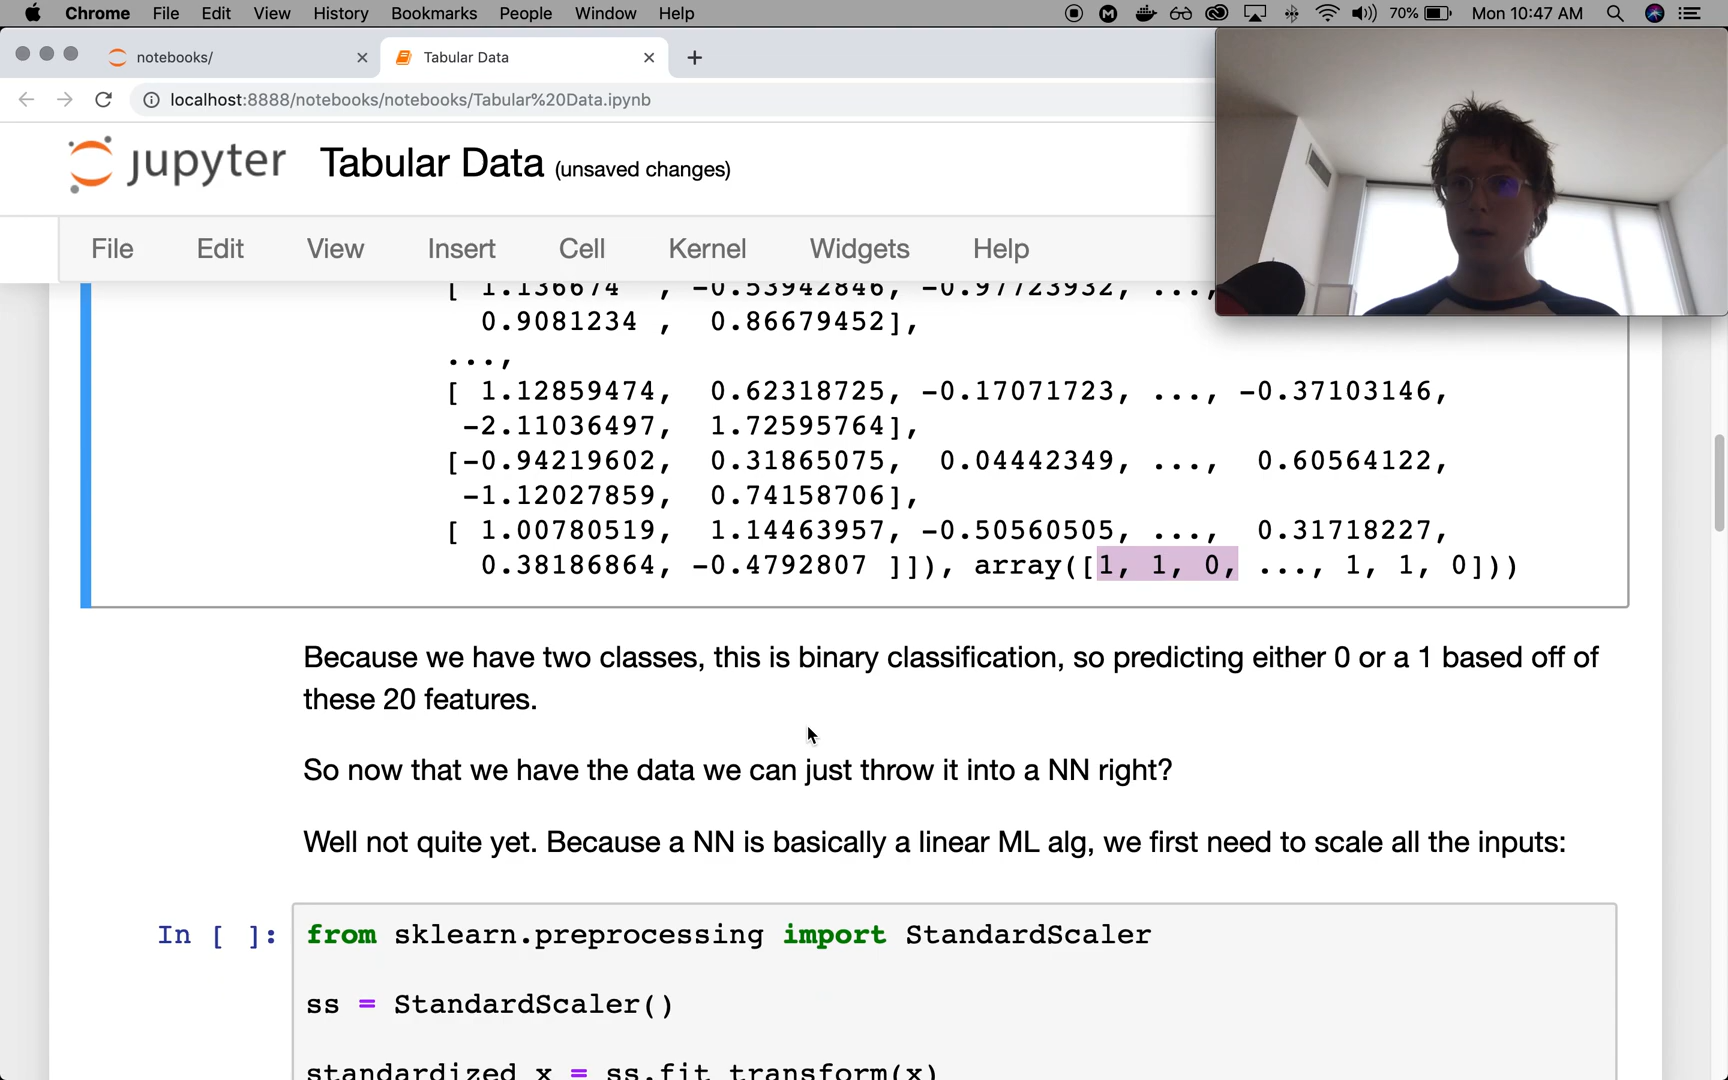 Chrome File Edit View History Bookmarks People Window Help 70% Mon 10:47 AM
notebooks/ Tabular Data
localhost:8888/notebooks/notebooks/Tabular%20Data.ipynb
jupyter Tabular Data (unsaved changes)
File Edit View Insert Cell Kernel Widgets Help
[ 1.136674 , -0.53942846, -0.97723932, ...,
0.9081234 , 0.86679452],
...,
[ 1.12859474, 0.62318725, -0.17071723, ..., -0.37103146,
-2.11036497, 1.72595764],
[-0.94219602, 0.31865075, 0.04442349, ..., 0.60564122,
-1.12027859, 0.74158706],
[ 1.00780519, 1.14463957, -0.50560505, ..., 0.31718227,
0.38186864, -0.4792807 ]]), array([1, 1, 0, ..., 1, 1, 0]))
Because we have two classes, this is binary classification, so predicting either 0 or a 1 based off of
these 20 features.
So now that we have the data we can just throw it into a NN right?
Well not quite yet. Because a NN is basically a linear ML alg, we first need to scale all the inputs:
In [ ]: from sklearn.preprocessing import StandardScaler
ss = StandardScaler()
standardized_x = ss.fit_transform(x)